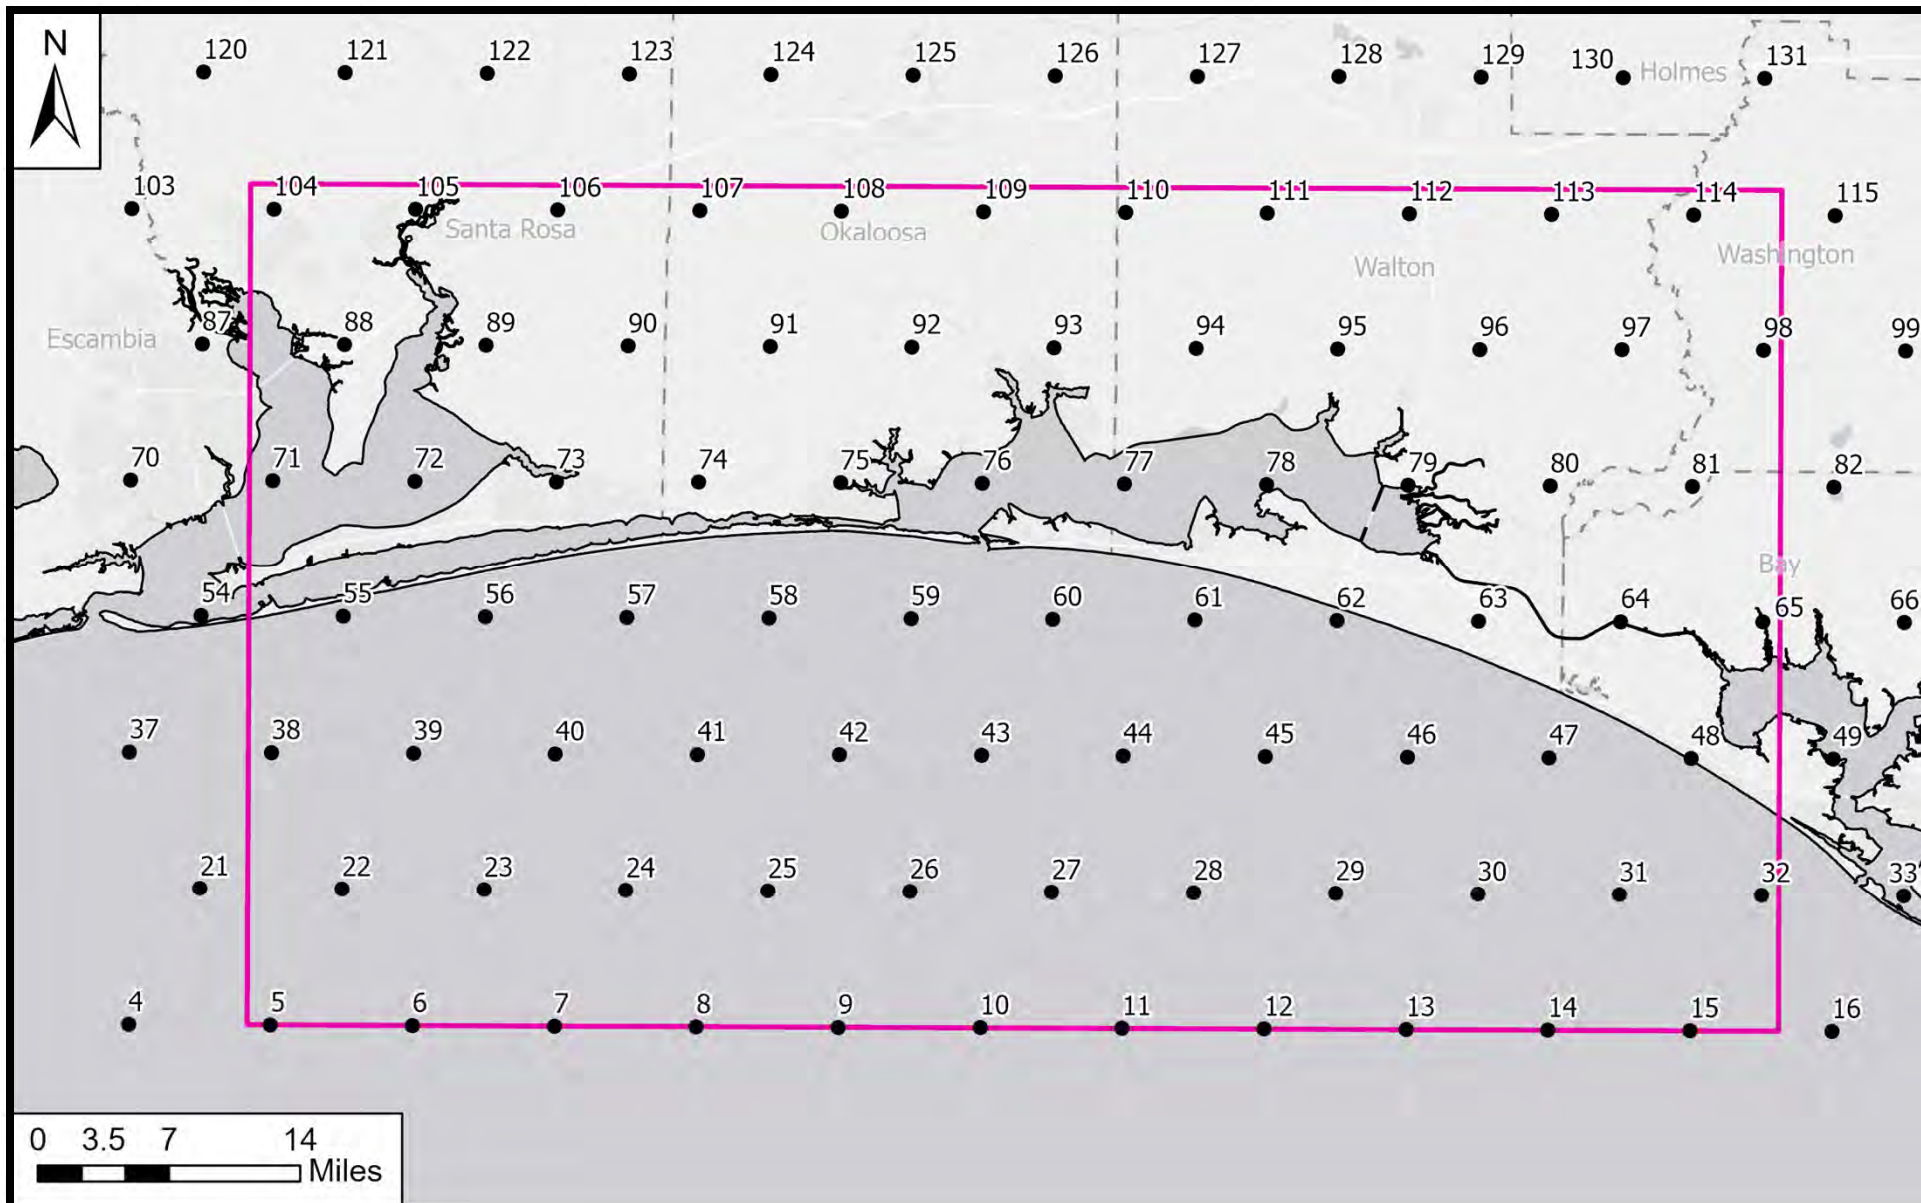 N
120 121 122 123 124 125 126 127 128 129 130 131
Holmes
103 104 105 106 107 108 109 110 111 112 113 114 115
Santa Rosa Okaloosa Walton Washington
87 88 89 90 91 92 93 94 95 96 97 98 99
Escambia
70 71 72 73 74 75 76 77 78 79 80 81 82
Bay
54 55 56 57 58 59 60 61 62 63 64 65 66
37 38 39 40 41 42 43 44 45 46 47 48 49
21 22 23 24 25 26 27 28 29 30 31 32 33
4 5 6 7 8 9 10 11 12 13 14 15 16
0 3.5 7 14
Miles